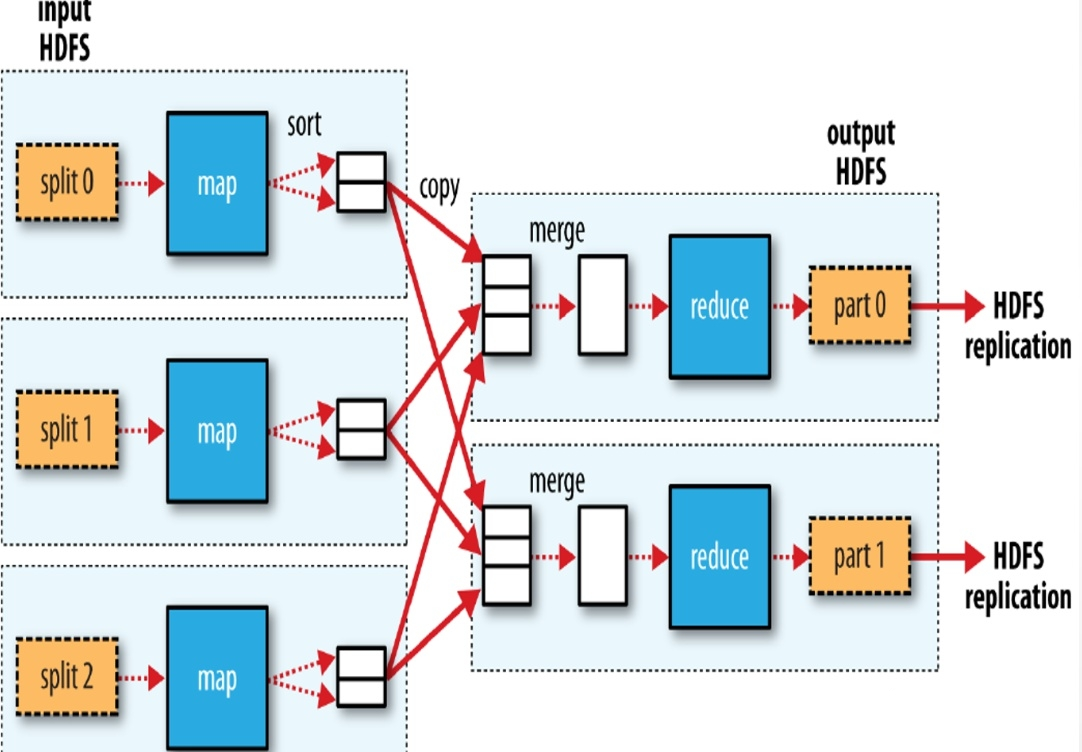 input
HDFS
split 0
map
sort
copy
output
HDFS
merge
reduce
part 0
HDFS
replication
split 1
map
merge
reduce
part 1
HDFS
replication
split 2
map